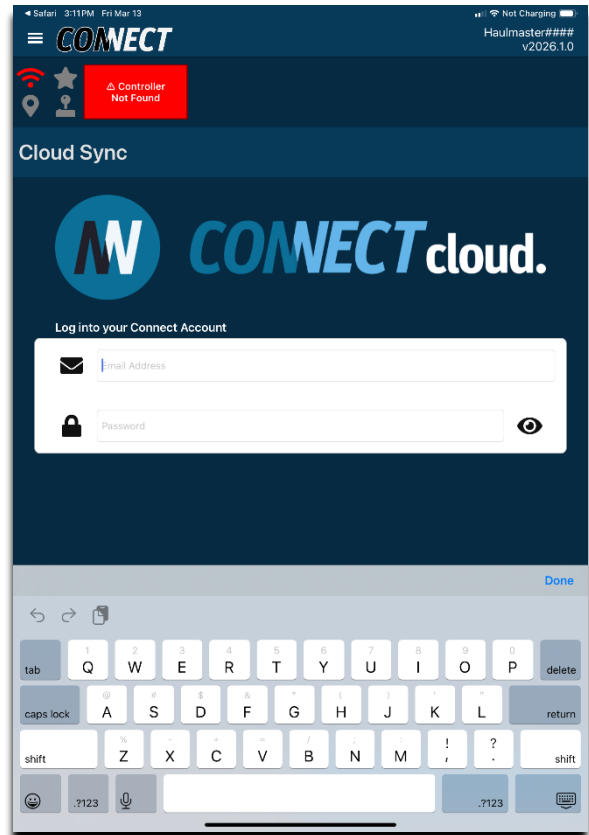 Safari 3:11PM Fri Mar 13 Not Charging
CONNECT
Haulmaster####
v2026.1.0
⚠ Controller
Not Found
Cloud Sync
N CONNECT cloud.
Log into your Connect Account
Email Address
Password
Done
1 2 3 4 5 6 7 8 9 0
tab Q W E R T Y U I O P delete
@ # $ & * ( ) ' "
caps lock A S D F G H J K L return
% - + = / ; : ! ?
shift Z X C V B N M , . shift
.?123 .?123